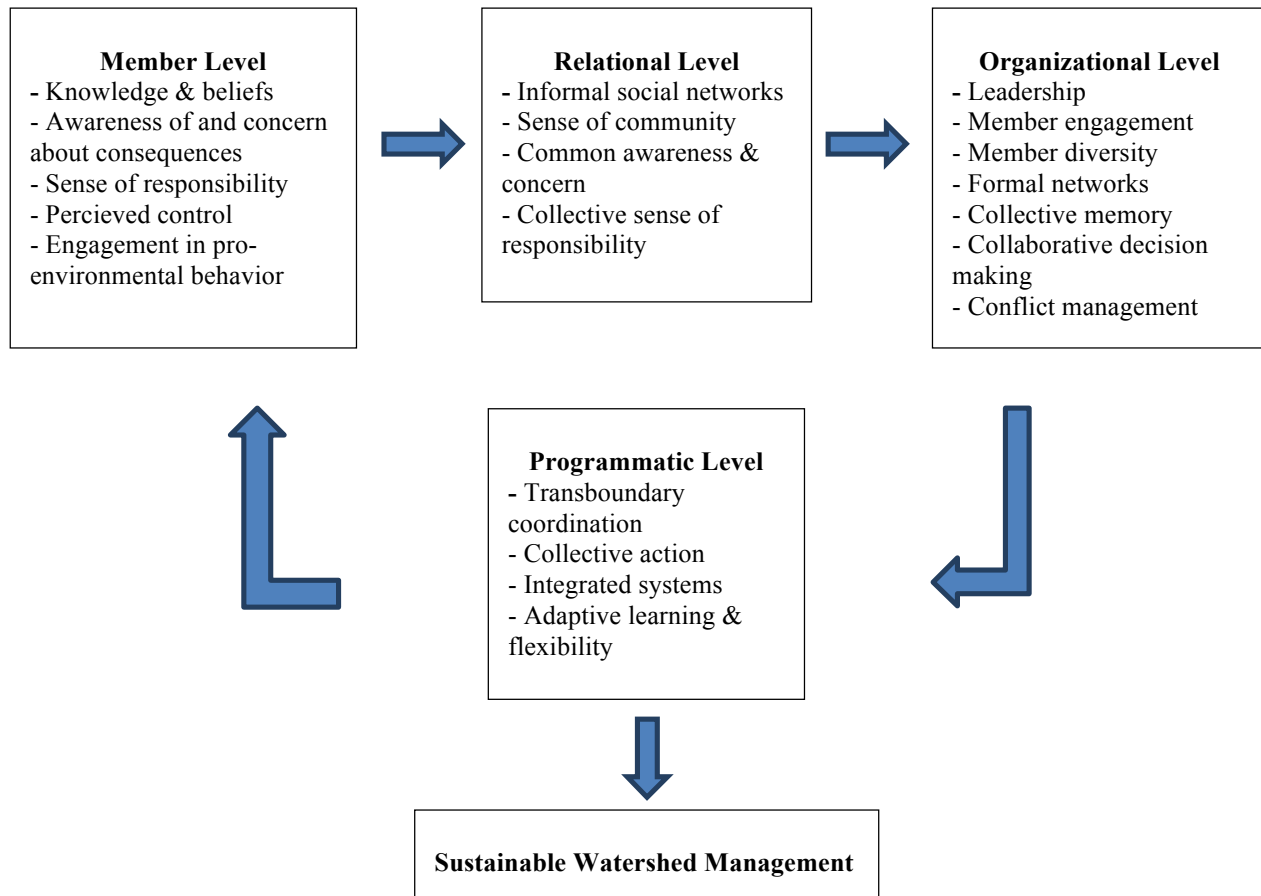 Member Level
- Knowledge & beliefs
- Awareness of and concern
about consequences
- Sense of responsibility
- Percieved control
- Engagement in pro-
environmental behavior
Relational Level
- Informal social networks
- Sense of community
- Common awareness &
concern
- Collective sense of
responsibility
Organizational Level
- Leadership
- Member engagement
- Member diversity
- Formal networks
- Collective memory
- Collaborative decision
making
- Conflict management
Programmatic Level
- Transboundary
coordination
- Collective action
- Integrated systems
- Adaptive learning &
flexibility
Sustainable Watershed Management